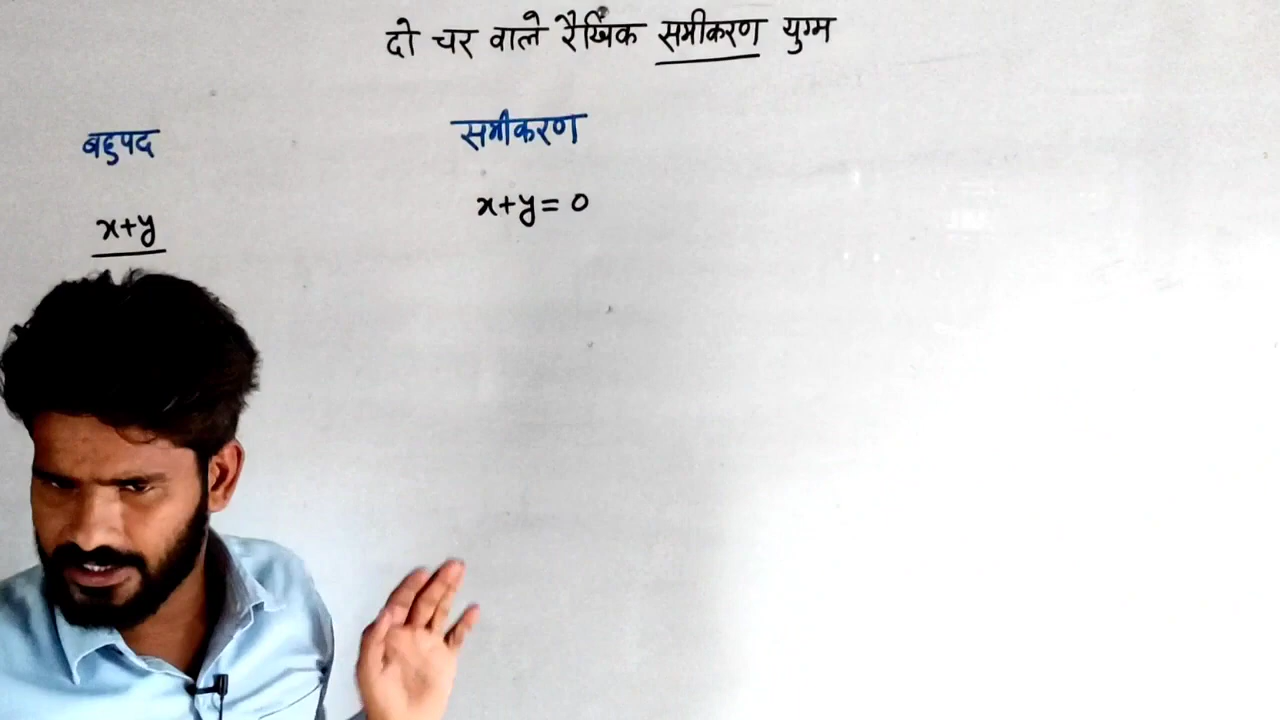 दो चर वाले रैखिक समीकरण युग्म
बहुपद
समीकरण
x+y
x+y=0